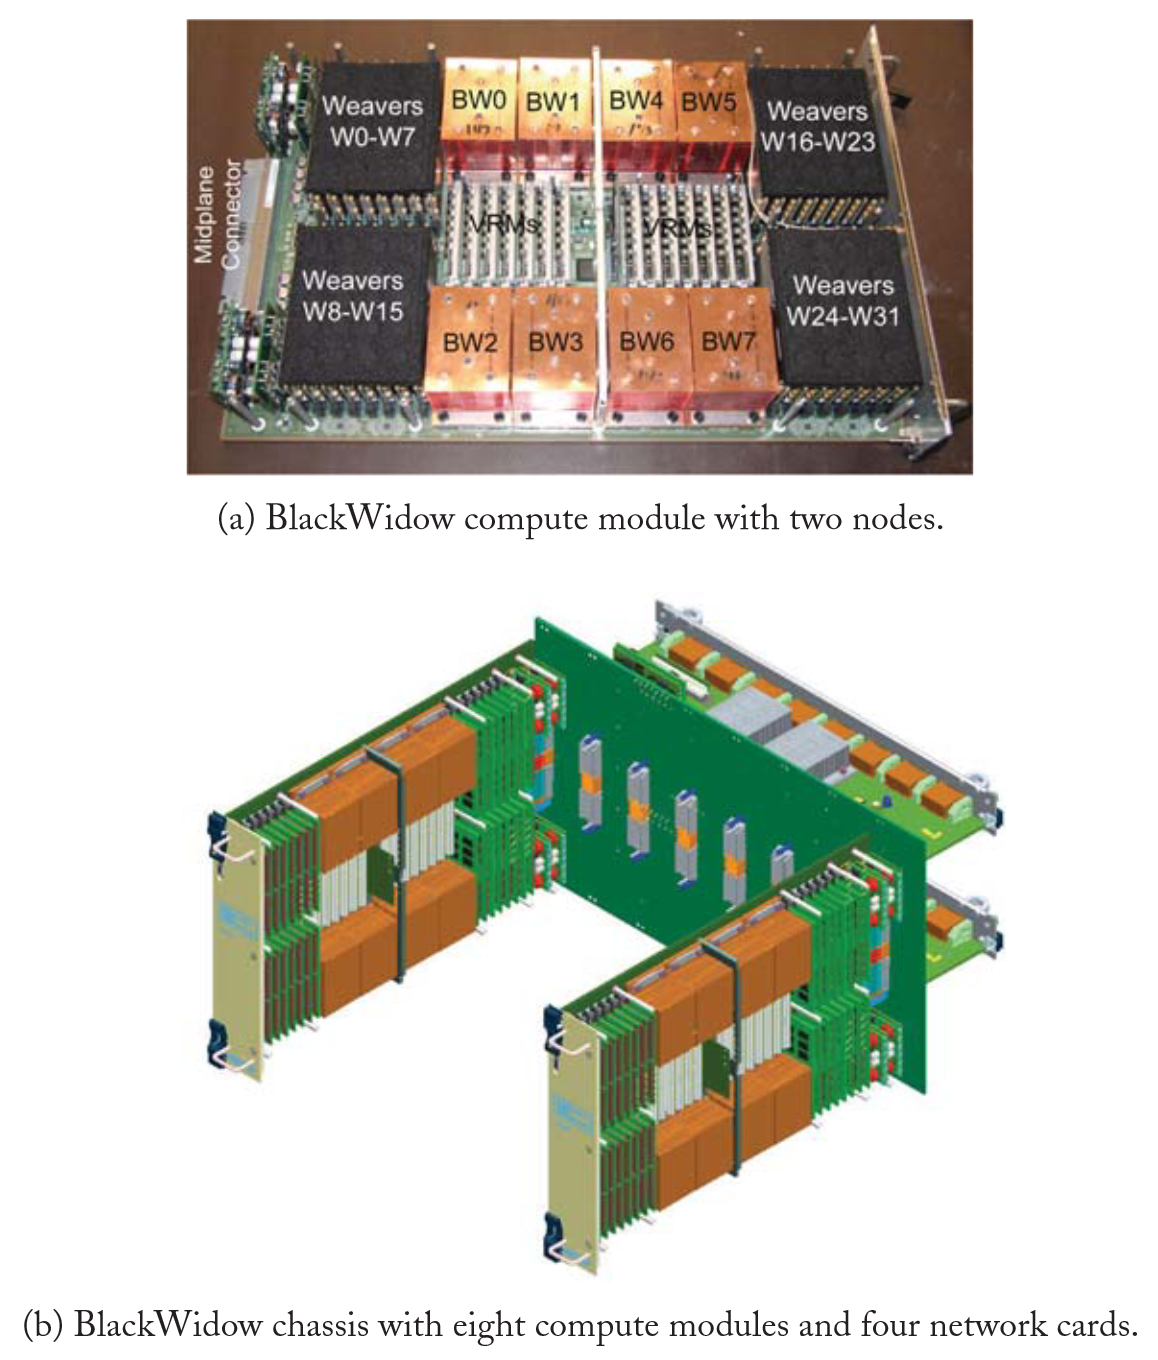 Weavers
W0-W7
BW0
BW1
BW4
BW5
Weavers
W16-W23
Midplane
Connector
VRMs
VRMs
Weavers
W8-W15
BW2
BW3
BW6
BW7
Weavers
W24-W31
(a) BlackWidow compute module with two nodes.
(b) BlackWidow chassis with eight compute modules and four network cards.